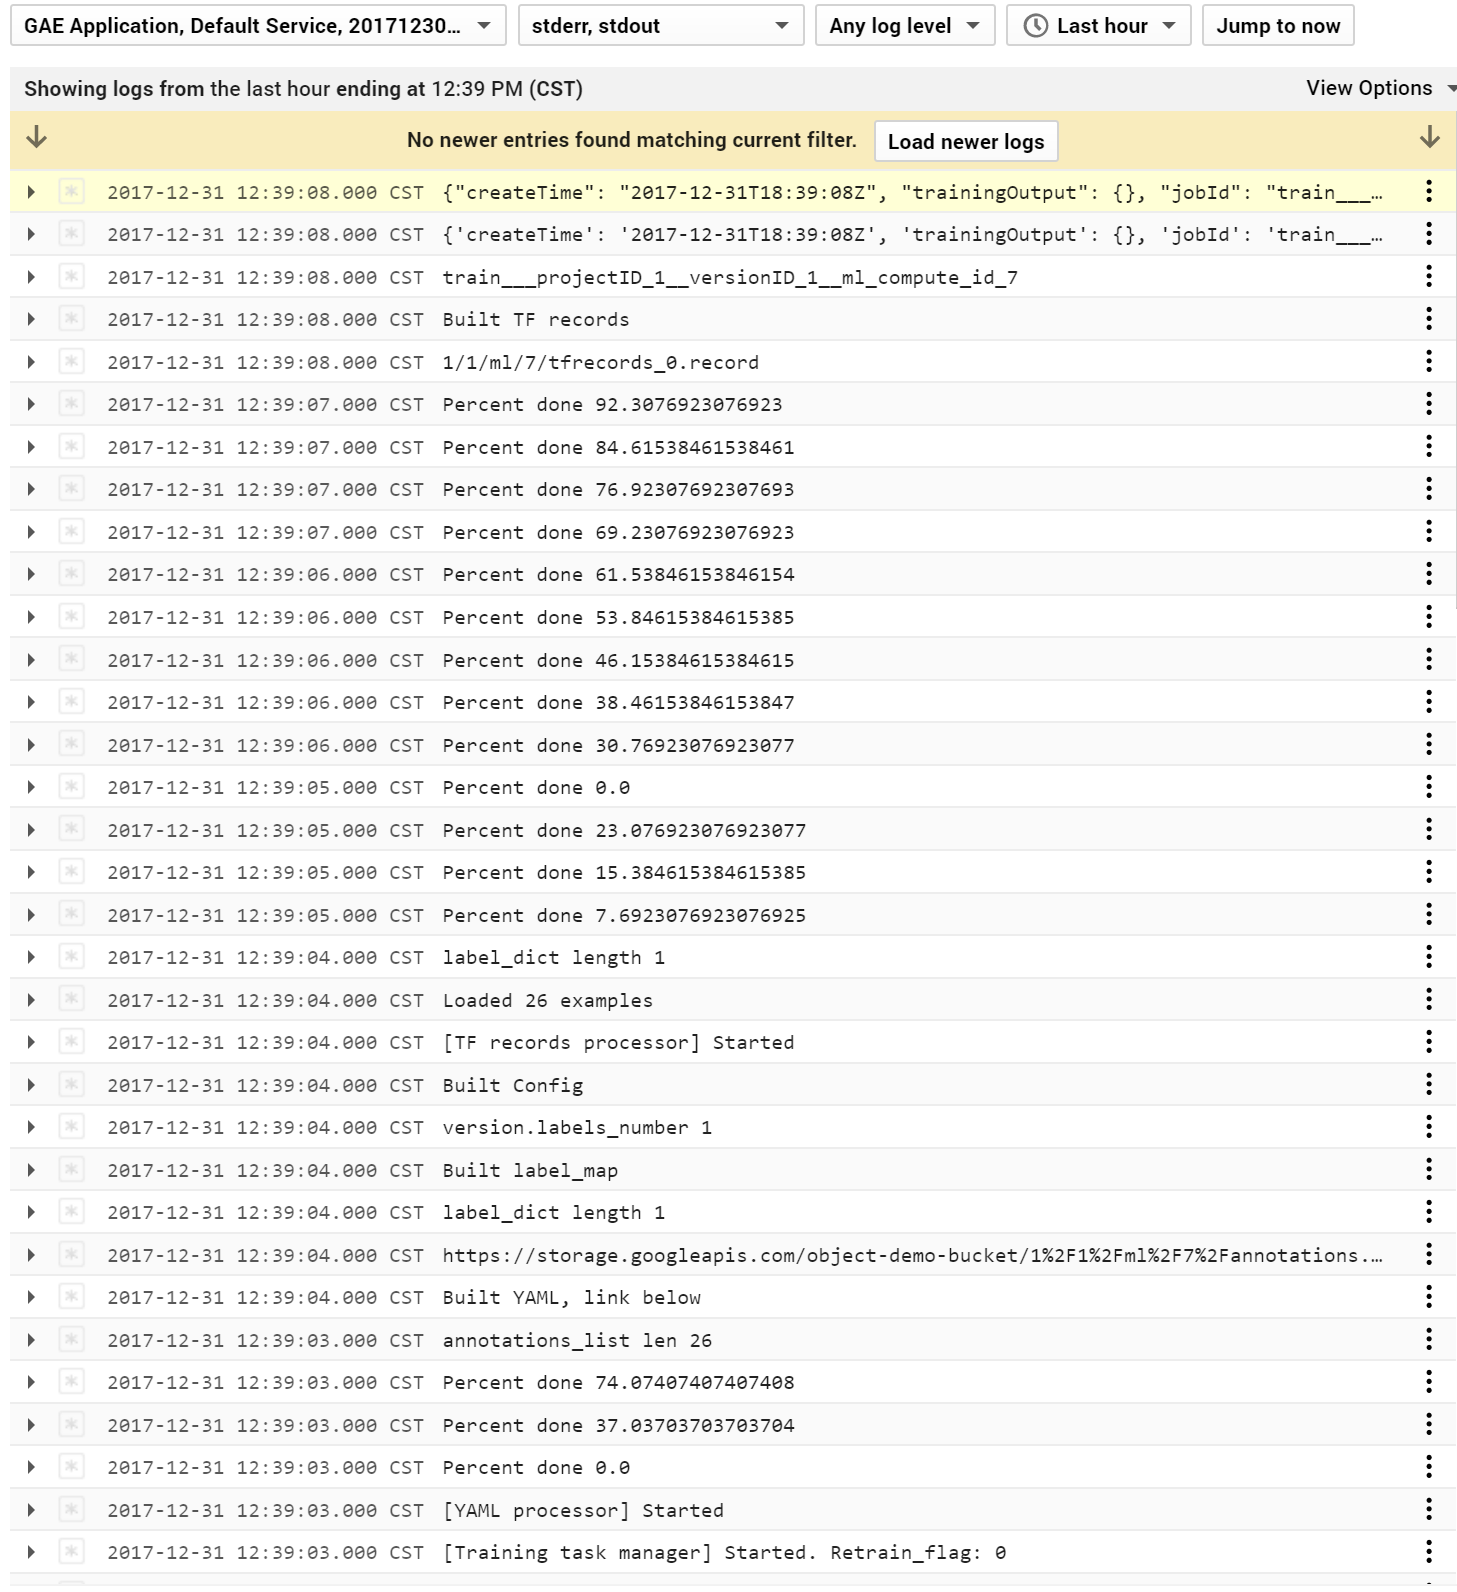 GAE Application, Default Service, 20171230... stderr, stdout Any log level Last hour Jump to now
Showing logs from the last hour ending at 12:39 PM (CST) View Options
No newer entries found matching current filter. Load newer logs
2017-12-31 12:39:08.000 CST {"createTime": "2017-12-31T18:39:08Z", "trainingOutput": {}, "jobId": "train___…
2017-12-31 12:39:08.000 CST {'createTime': '2017-12-31T18:39:08Z', 'trainingOutput': {}, 'jobId': 'train___…
2017-12-31 12:39:08.000 CST train___projectID_1__versionID_1__ml_compute_id_7
2017-12-31 12:39:08.000 CST Built TF records
2017-12-31 12:39:08.000 CST 1/1/ml/7/tfrecords_0.record
2017-12-31 12:39:07.000 CST Percent done 92.3076923076923
2017-12-31 12:39:07.000 CST Percent done 84.61538461538461
2017-12-31 12:39:07.000 CST Percent done 76.92307692307693
2017-12-31 12:39:07.000 CST Percent done 69.23076923076923
2017-12-31 12:39:06.000 CST Percent done 61.53846153846154
2017-12-31 12:39:06.000 CST Percent done 53.84615384615385
2017-12-31 12:39:06.000 CST Percent done 46.15384615384615
2017-12-31 12:39:06.000 CST Percent done 38.46153846153847
2017-12-31 12:39:06.000 CST Percent done 30.76923076923077
2017-12-31 12:39:05.000 CST Percent done 0.0
2017-12-31 12:39:05.000 CST Percent done 23.076923076923077
2017-12-31 12:39:05.000 CST Percent done 15.384615384615385
2017-12-31 12:39:05.000 CST Percent done 7.6923076923076925
2017-12-31 12:39:04.000 CST label_dict length 1
2017-12-31 12:39:04.000 CST Loaded 26 examples
2017-12-31 12:39:04.000 CST [TF records processor] Started
2017-12-31 12:39:04.000 CST Built Config
2017-12-31 12:39:04.000 CST version.labels_number 1
2017-12-31 12:39:04.000 CST Built label_map
2017-12-31 12:39:04.000 CST label_dict length 1
2017-12-31 12:39:04.000 CST https://storage.googleapis.com/object-demo-bucket/1%2F1%2Fml%2F7%2Fannotations.…
2017-12-31 12:39:04.000 CST Built YAML, link below
2017-12-31 12:39:03.000 CST annotations_list len 26
2017-12-31 12:39:03.000 CST Percent done 74.07407407407408
2017-12-31 12:39:03.000 CST Percent done 37.03703703703704
2017-12-31 12:39:03.000 CST Percent done 0.0
2017-12-31 12:39:03.000 CST [YAML processor] Started
2017-12-31 12:39:03.000 CST [Training task manager] Started. Retrain_flag: 0